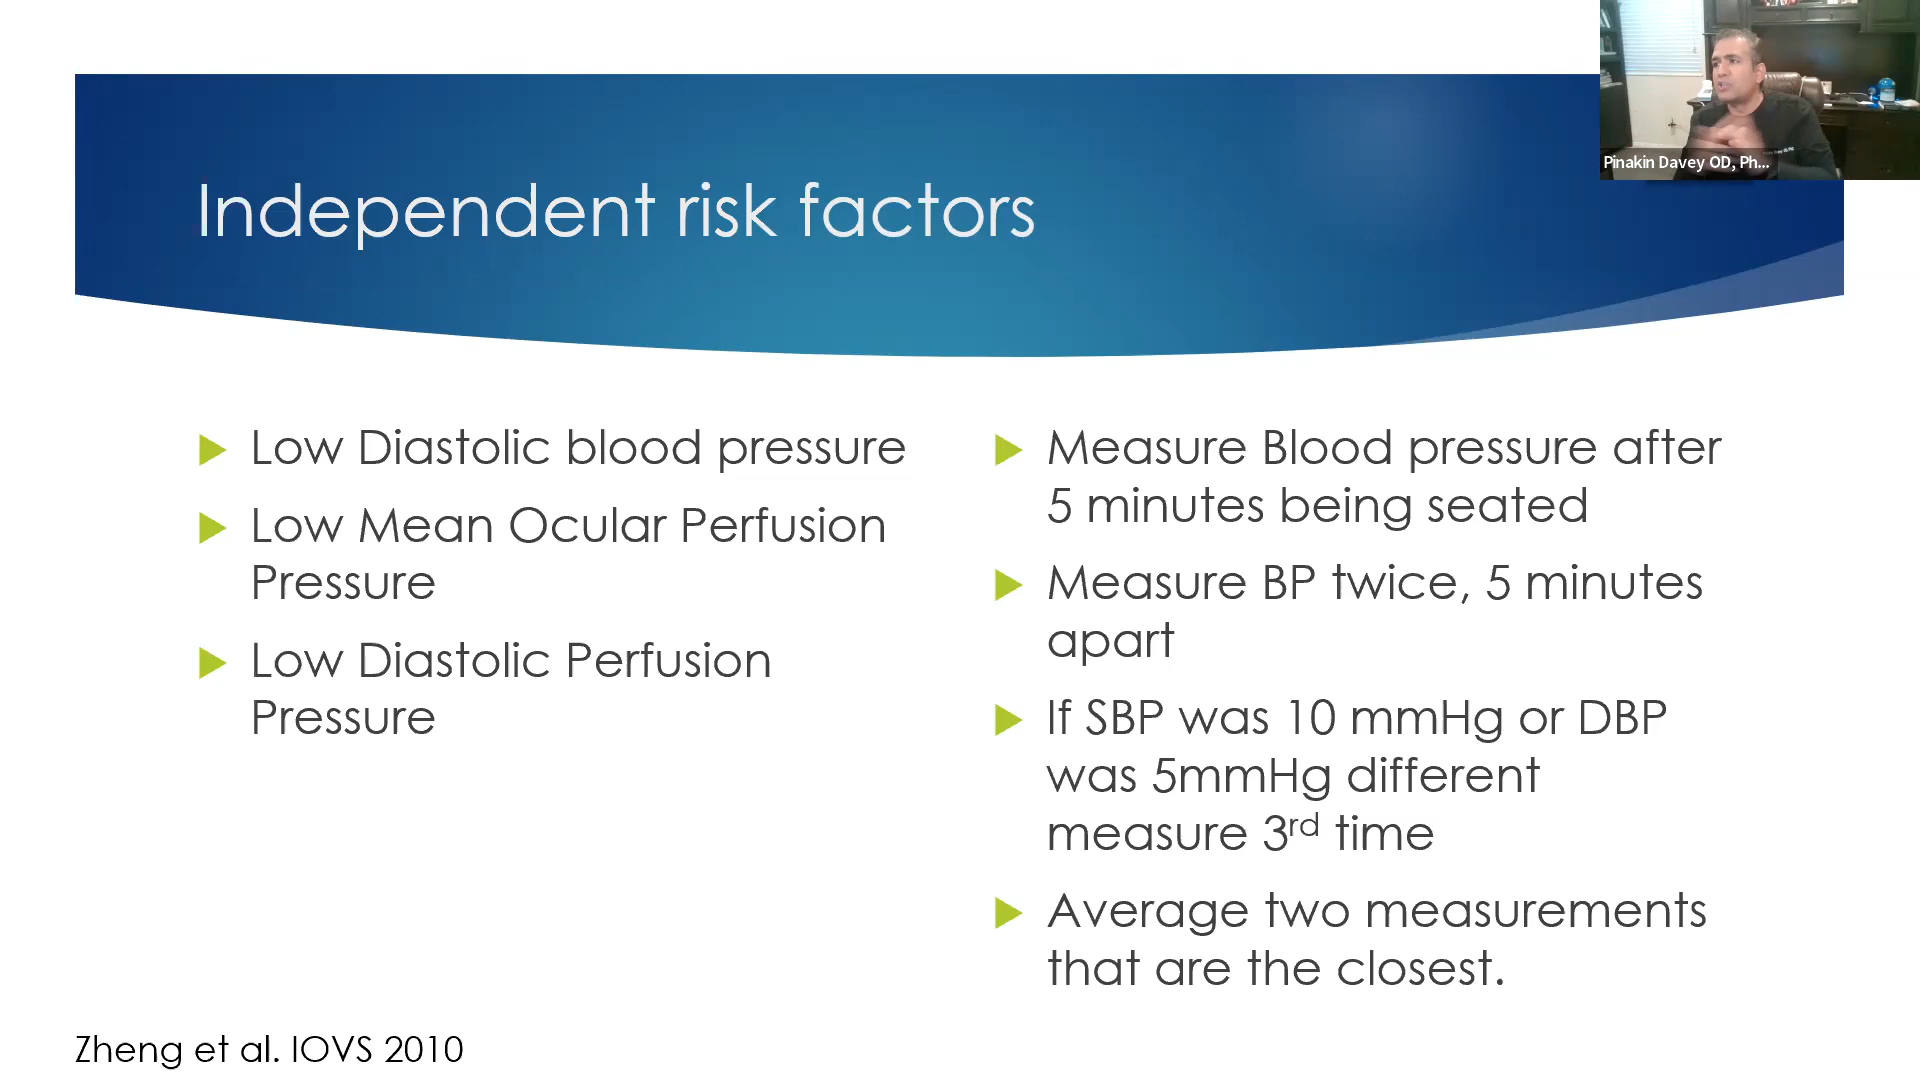 Pinakin Davey OD, Ph...
Independent risk factors
Low Diastolic blood pressure
Low Mean Ocular Perfusion
Pressure
Low Diastolic Perfusion
Pressure
Measure Blood pressure after
5 minutes being seated
Measure BP twice, 5 minutes
apart
If SBP was 10 mmHg or DBP
was 5mmHg different
measure 3rd time
Average two measurements
that are the closest.
Zheng et al. IOVS 2010